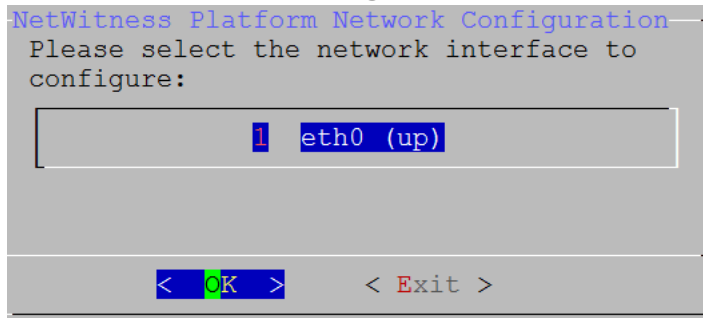 NetWitness Platform Network Configuration
Please select the network interface to
configure:
1 eth0 (up)
< OK > < Exit >